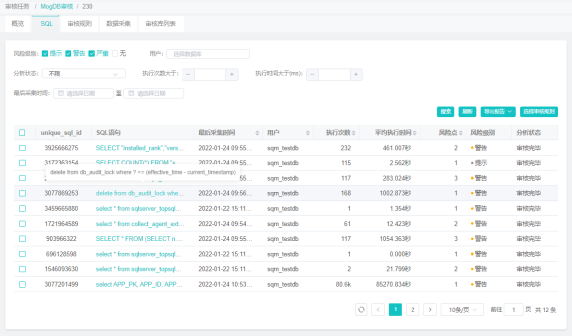 审核任务 / MogDB审核 / 238
概览 SQL 审核规则 数据采集 审核库列表
风险级别: 提示 警告 严重 无 用户: 选择数据库
分析状态: 不限 执行次数大于: - + 执行时间大于(ms): - +
最后采集时间: 请选择日期 至 请选择日期
搜索 刷新 导出报告 选择审核规则
unique_sql_id SQL语句 最后采集时间 用户 执行次数 平均执行时间 风险点 风险级别 分析状态
3925666275 SELECT "installed_rank","vers... 2022-01-24 09:55... sqm_testdb 232 461.007秒 2 警告 审核完毕
3172363154 SELECT COUNT(*) FROM "s... 2022-01-24 09:55... sqm_testdb 115 2.562秒 1 提示 审核完毕
delete from db_audit_lock where ? >= (effective_time - current_timestamp)
55... sqm_testdb 117 283.024秒 3 警告 审核完毕
3077869253 delete from db_audit_lock whe... 2022-01-24 09:56... sqm_testdb 168 1002.873秒 1 警告 审核完毕
3459665880 select * from sqlserver_topsql... 2022-01-22 15:11... sqm_testdb 1 1.354秒 1 警告 审核完毕
1721964589 select * from collect_agent_ext... 2022-01-24 09:54... sqm_testdb 61 12.423秒 2 警告 审核完毕
903966322 SELECT * FROM (SELECT n... 2022-01-24 09:55... sqm_testdb 117 1054.363秒 3 警告 审核完毕
696128598 select * from sqlserver_topsql... 2022-01-22 15:11... sqm_testdb 1 0.000秒 1 警告 审核完毕
1546093630 select * from sqlserver_topsql... 2022-01-22 15:11... sqm_testdb 2 21.799秒 2 警告 审核完毕
3077201499 select APP_PK, APP_ID, APP... 2022-01-24 10:53... sqm_testdb 88.6k 85270.834秒 1 警告 审核完毕
1 2 10条/页 前往 1 页 共 12 条